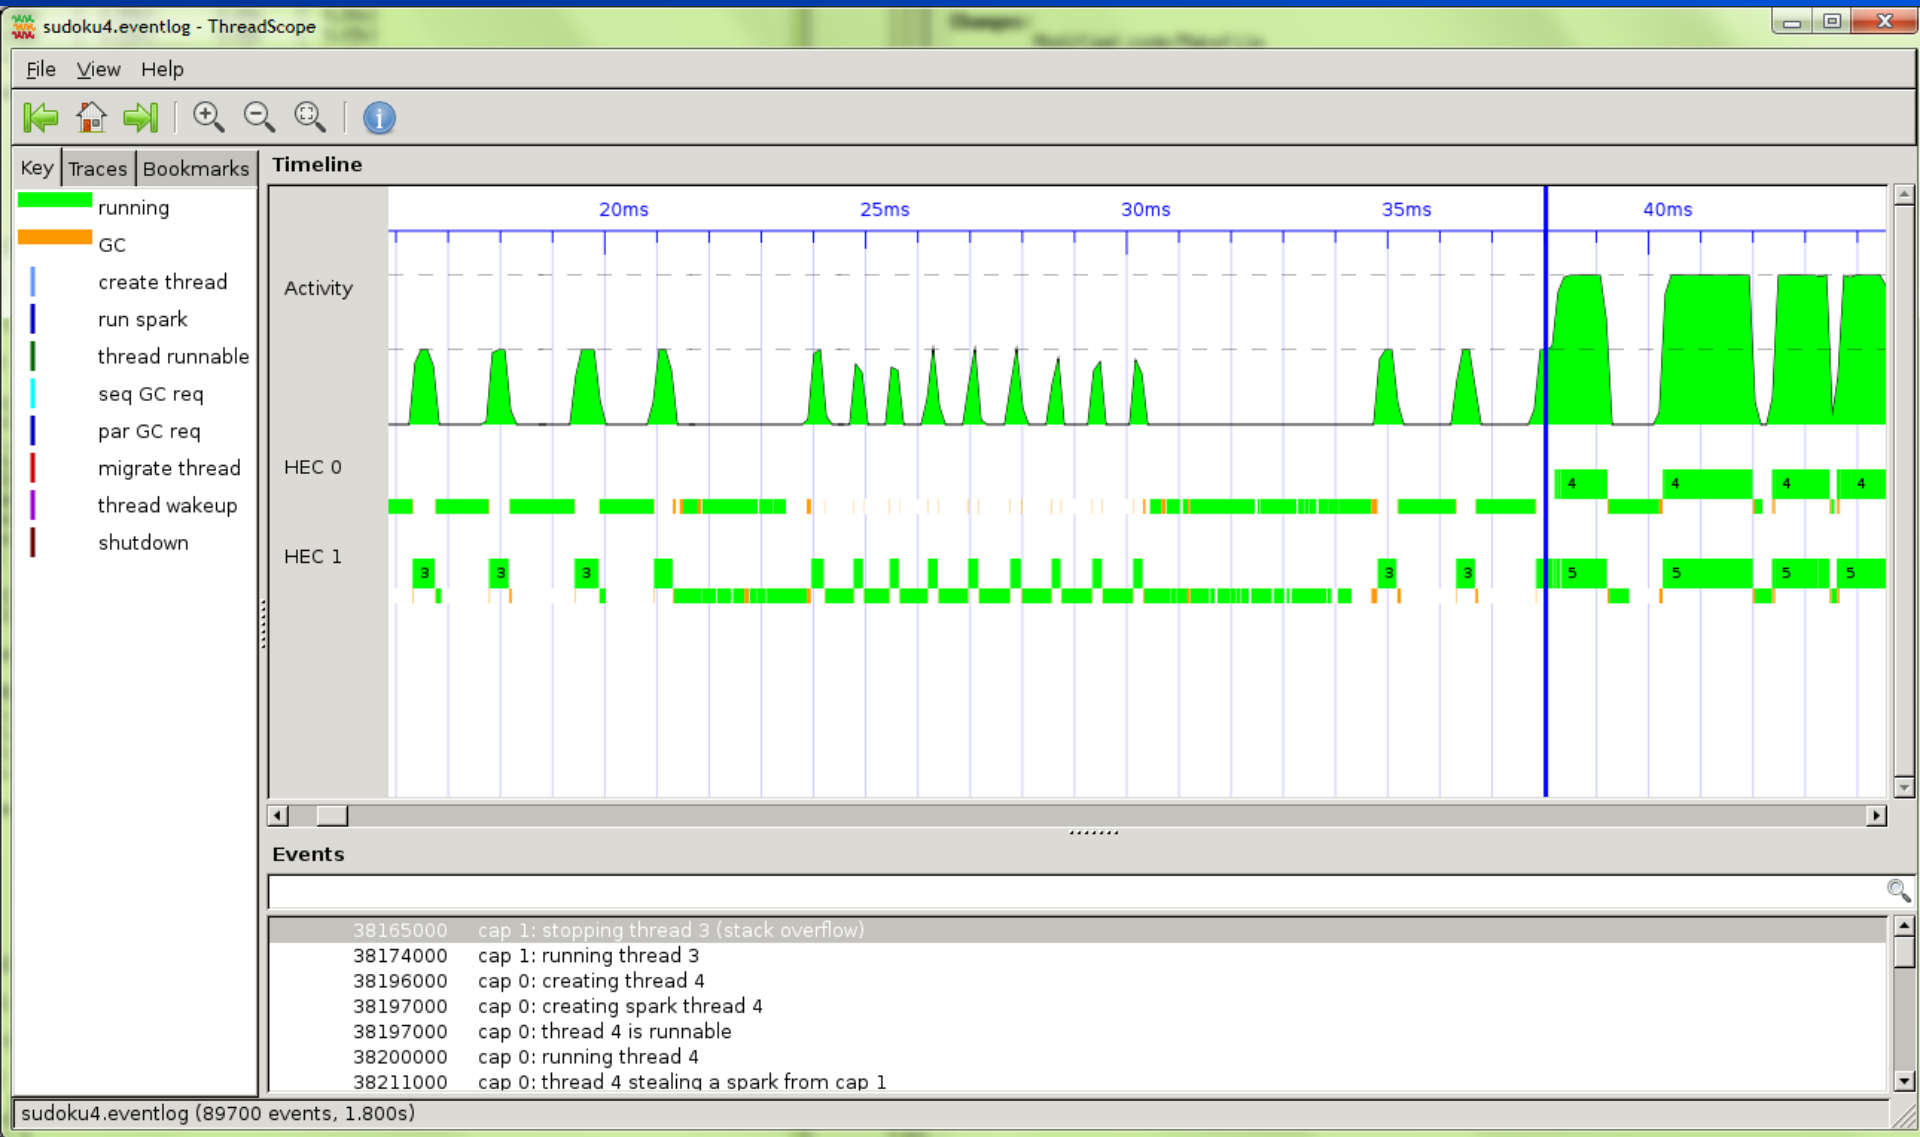 sudoku4.eventlog - ThreadScope
File View Help
Key Traces Bookmarks
running
GC
create thread
run spark
thread runnable
seq GC req
par GC req
migrate thread
thread wakeup
shutdown
Timeline
20ms 25ms 30ms 35ms 40ms
Activity
HEC 0
4 4 4 4
HEC 1
3 3 3 3 3 5 5 5 5
Events
38165000 cap 1: stopping thread 3 (stack overflow)
38174000 cap 1: running thread 3
38196000 cap 0: creating thread 4
38197000 cap 0: creating spark thread 4
38197000 cap 0: thread 4 is runnable
38200000 cap 0: running thread 4
38211000 cap 0: thread 4 stealing a spark from cap 1
sudoku4.eventlog (89700 events, 1.800s)